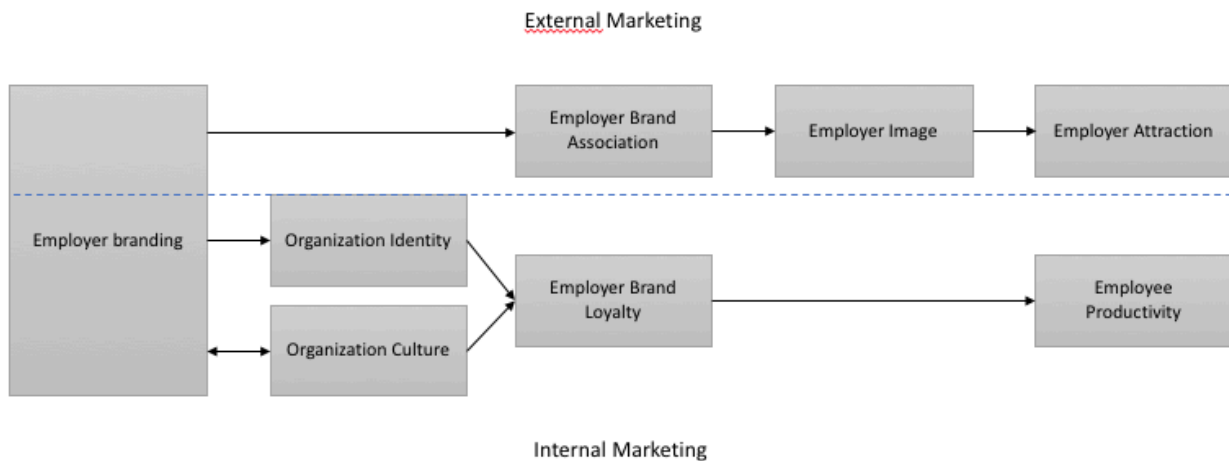 External Marketing
Employer Brand
Association
Employer Image
Employer Attraction
Employer branding
Organization Identity
Employer Brand
Loyalty
Employee
Productivity
Organization Culture
Internal Marketing